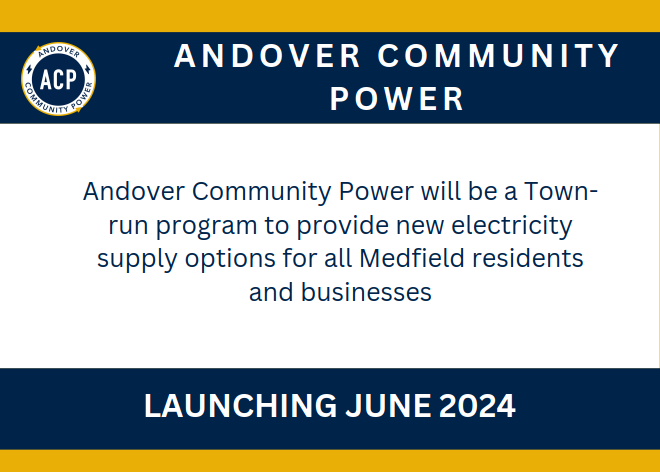 ANDOVER
ACP
COMMUNITY POWER
ANDOVER COMMUNITY
POWER
Andover Community Power will be a Town-
run program to provide new electricity
supply options for all Medfield residents
and businesses
LAUNCHING JUNE 2024